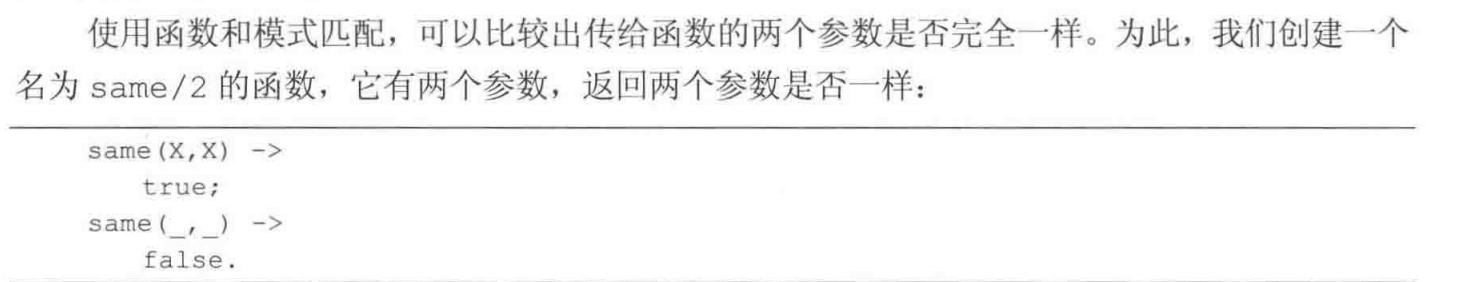 使用函数和模式匹配，可以比较出传给函数的两个参数是否完全一样。为此，我们创建一个
名为 same/2 的函数，它有两个参数，返回两个参数是否一样：
same(X,X) ->
    true;
same(_,_) ->
    false.